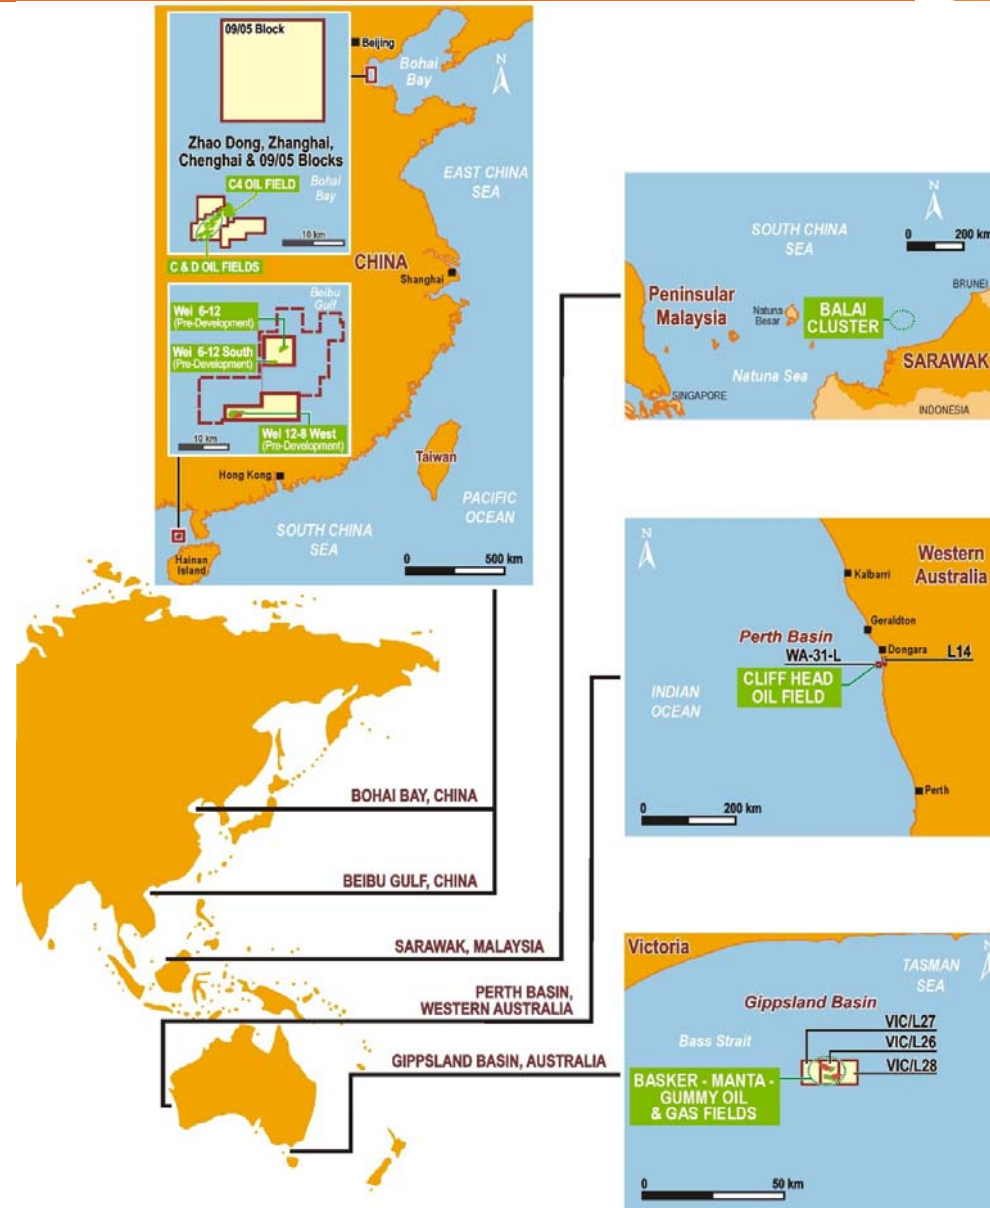 09/05 Block
Beijing
Bohai
Bay
N
Zhao Dong, Zhanghai,
Chenghai & 09/05 Blocks
C4 OIL FIELD
Bohai
Bay
10 km
C & D OIL FIELDS
EAST CHINA
SEA
CHINA
Shanghai
Beibu
Gulf
Wei 6-12
(Pre-Development)
Wei 6-12 South
(Pre-Development)
Wei 12-8 West
(Pre-Development)
10 km
Taiwan
Hong Kong
PACIFIC
OCEAN
SOUTH CHINA
SEA
Hainan
Island
0 500 km
N
SOUTH CHINA
SEA
0 200 km
BRUNEI
Peninsular
Malaysia
Natuna
Besar
BALAI
CLUSTER
SARAWAK
Natuna Sea
SINGAPORE
INDONESIA
N
Western
Australia
Kalbarri
Geraldton
Perth Basin
Dongara
WA-31-L
L14
CLIFF HEAD
OIL FIELD
INDIAN
OCEAN
Perth
0 200 km
BOHAI BAY, CHINA
BEIBU GULF, CHINA
SARAWAK, MALAYSIA
PERTH BASIN,
WESTERN AUSTRALIA
GIPPSLAND BASIN, AUSTRALIA
Victoria
N
TASMAN
SEA
Gippsland Basin
VIC/L27
Bass Strait
VIC/L26
VIC/L28
BASKER - MANTA -
GUMMY OIL
& GAS FIELDS
0 50 km